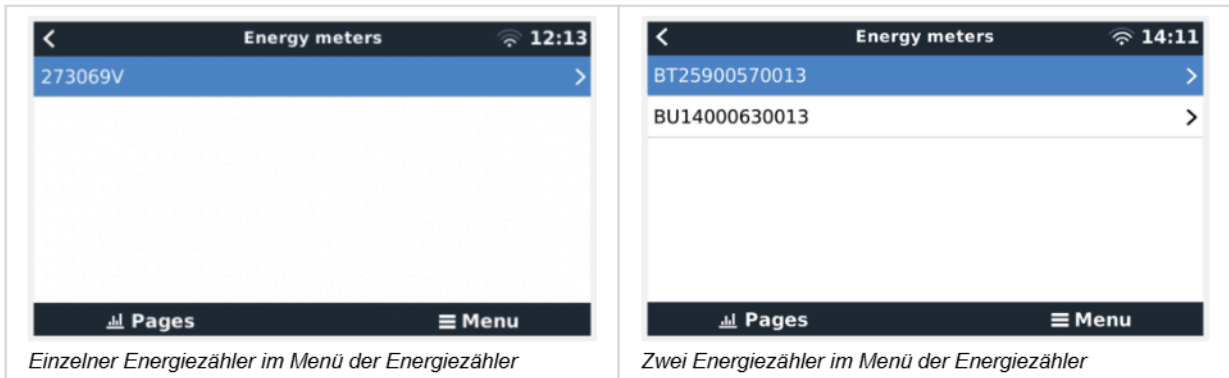 Energy meters 12:13
273069V
Pages Menu
Einzelner Energiezähler im Menü der Energiezähler
Energy meters 14:11
BT25900570013
BU14000630013
Pages Menu
Zwei Energiezähler im Menü der Energiezähler